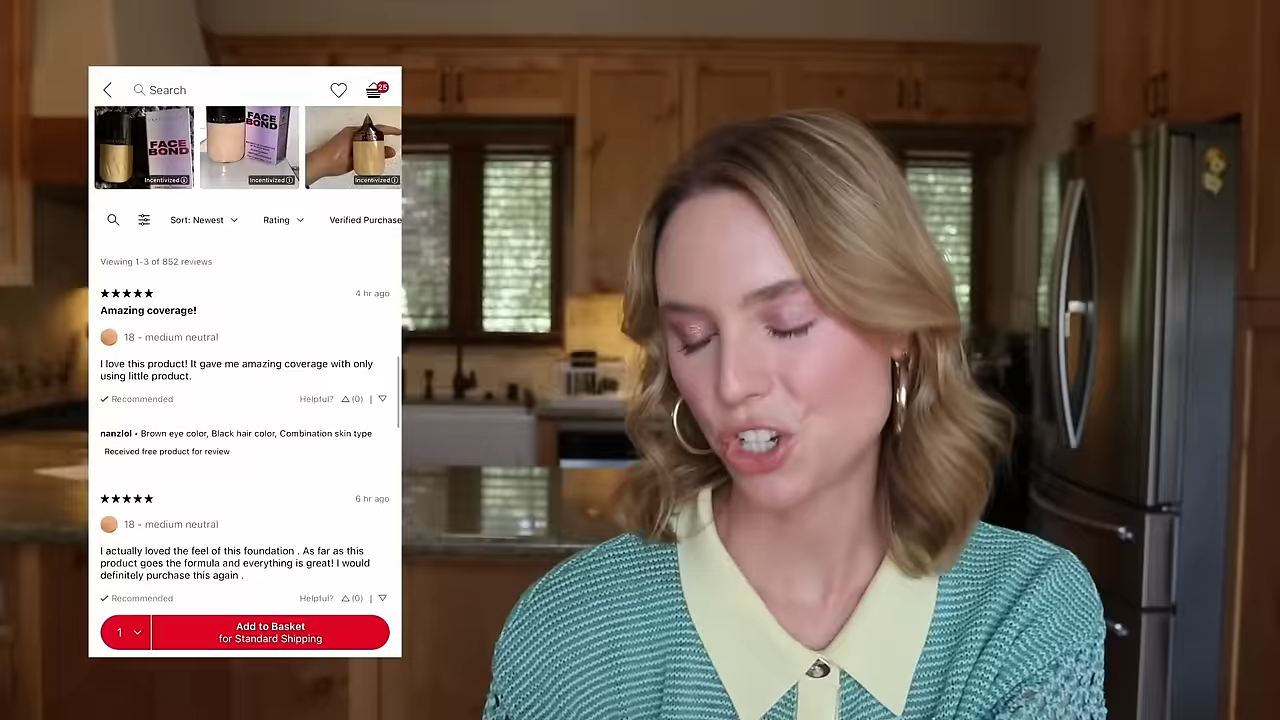 Search
25
FACE
BOND
Incentivized
FACE
BOND
Incentivized
Incentivized
Sort: Newest
Rating
Verified Purchase
Viewing 1-3 of 852 reviews
★★★★★ 4 hr ago
Amazing coverage!
18 - medium neutral
I love this product! It gave me amazing coverage with only
using little product.
✓ Recommended Helpful? △(0) | ▽
nanzlol • Brown eye color, Black hair color, Combination skin type
Received free product for review
★★★★★ 6 hr ago
18 - medium neutral
I actually loved the feel of this foundation . As far as this
product goes the formula and everything is great! I would
definitely purchase this again .
✓ Recommended Helpful? △(0) | ▽
1
Add to Basket
for Standard Shipping